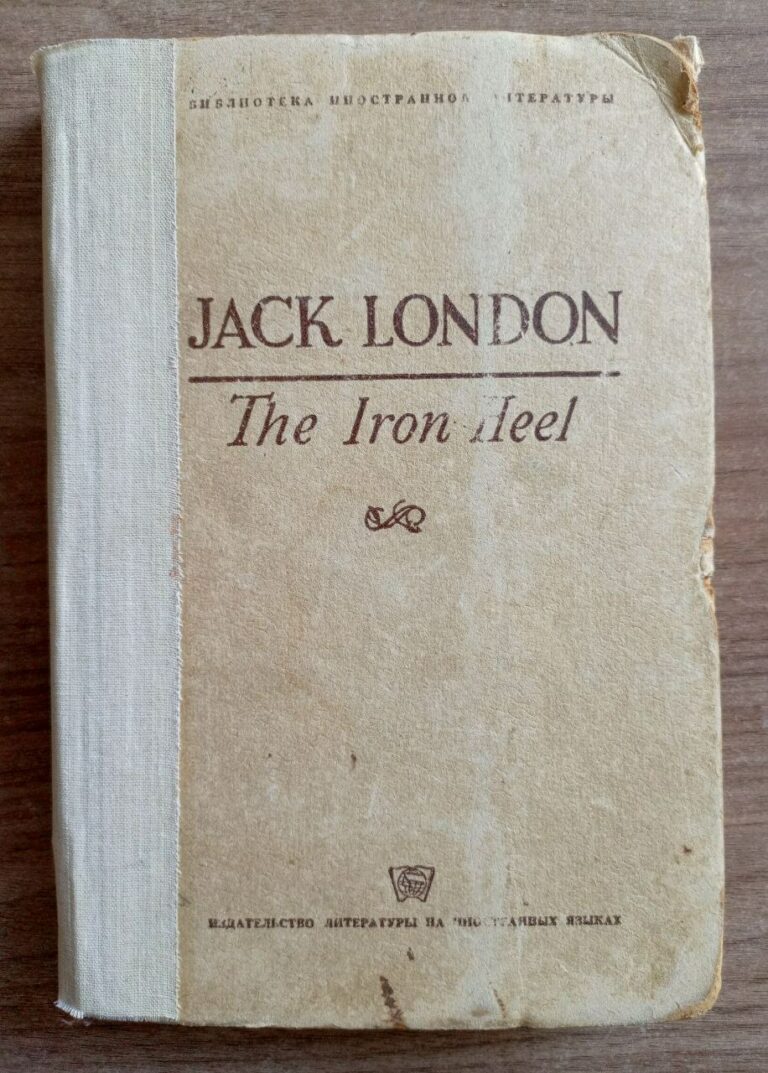 БИБЛИОТЕКА ИНОСТРАННОЙ ЛИТЕРАТУРЫ
JACK LONDON
The Iron Heel
ИЗДАТЕЛЬСТВО ЛИТЕРАТУРЫ НА ИНОСТРАННЫХ ЯЗЫКАХ